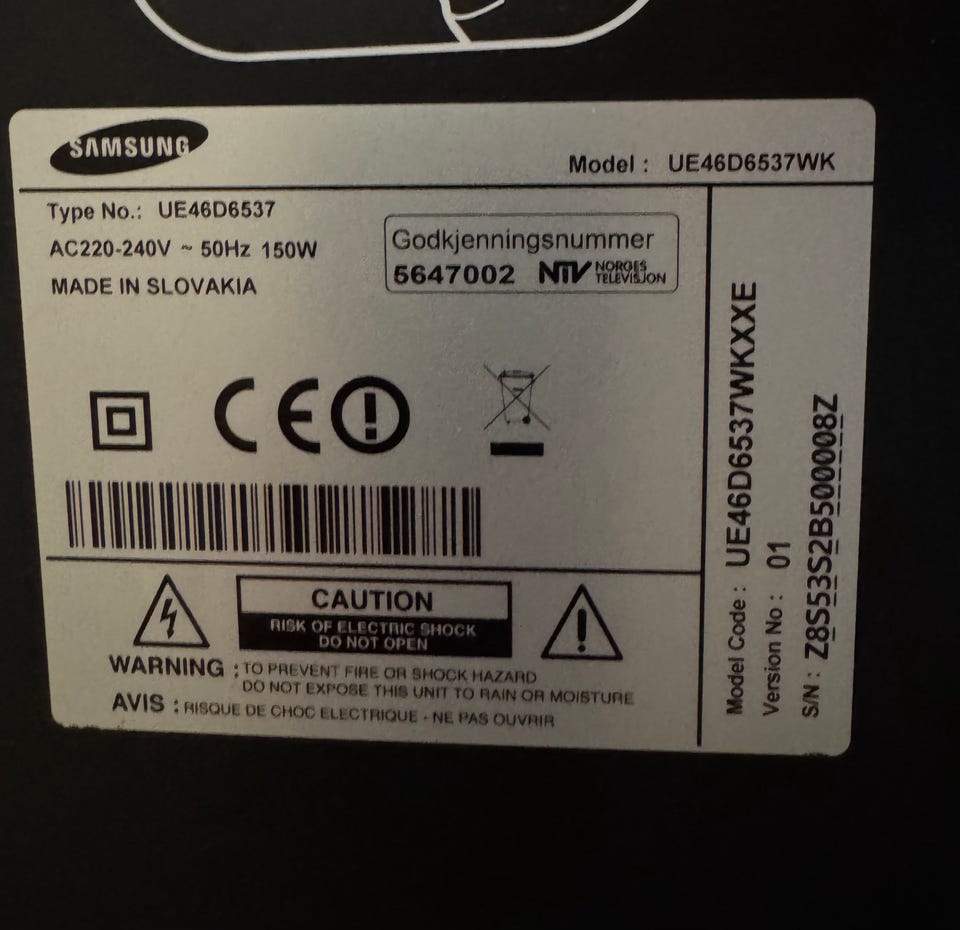 SAMSUNG
Model : UE46D6537WK
Type No.: UE46D6537
AC220-240V ~ 50Hz 150W
MADE IN SLOVAKIA
Godkjenningsnummer
5647002 NTV NORGES TELEVISJON
CE
CAUTION
RISK OF ELECTRIC SHOCK
DO NOT OPEN
WARNING : TO PREVENT FIRE OR SHOCK HAZARD
DO NOT EXPOSE THIS UNIT TO RAIN OR MOISTURE
AVIS : RISQUE DE CHOC ELECTRIQUE - NE PAS OUVRIR
Model Code : UE46D6537WKXXE
Version No : 01
S/N : Z8S53S2B500008Z